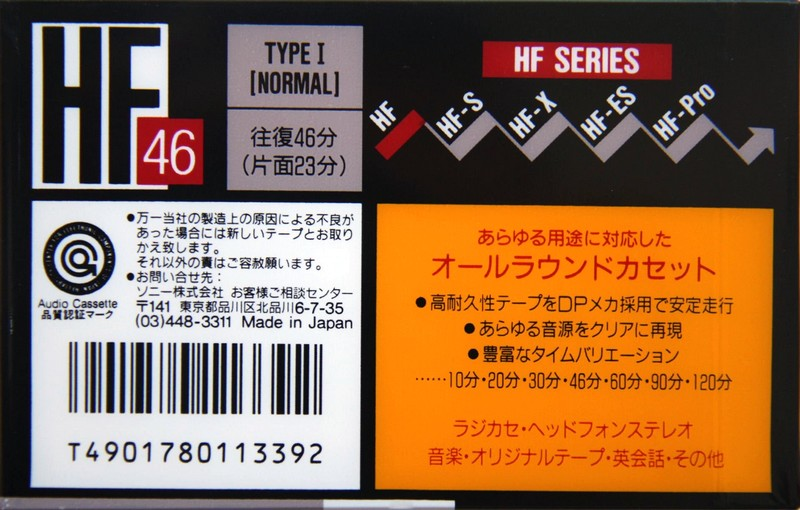 HF
46
TYPE I
[NORMAL]
往復46分
(片面23分)
HF SERIES
HF
HF-S
HF-X
HF-ES
HF-Pro
●万一当社の製造上の原因による不良が
あった場合には新しいテープとお取り
かえ致します。
それ以外の責はご容赦願います。
●お問い合せ先:
ソニー株式会社 お客様ご相談センター
〒141 東京都品川区北品川6-7-35
(03)448-3311 Made in Japan
Audio Cassette
品質認証マーク
T4901780113392
あらゆる用途に対応した
オールラウンドカセット
●高耐久性テープをDPメカ採用で安定走行
●あらゆる音源をクリアに再現
●豊富なタイムバリエーション
……10分・20分・30分・46分・60分・90分・120分
ラジカセ・ヘッドフォンステレオ
音楽・オリジナルテープ・英会話・その他